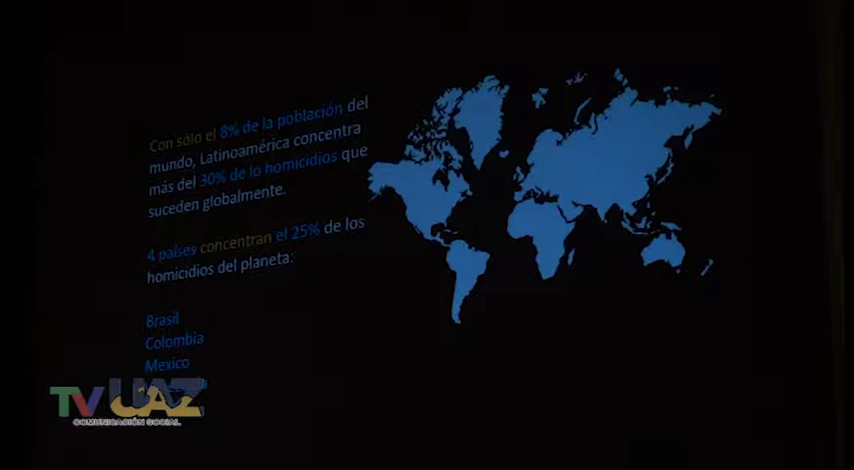 Con sólo el 8% de la población del
mundo, Latinoamérica concentra
más del 30% de lo homicidios que
suceden globalmente.
4 países concentran el 25% de los
homicidios del planeta:
Brasil
Colombia
Mexico
TV UAZ
COMUNICACIÓN SOCIAL